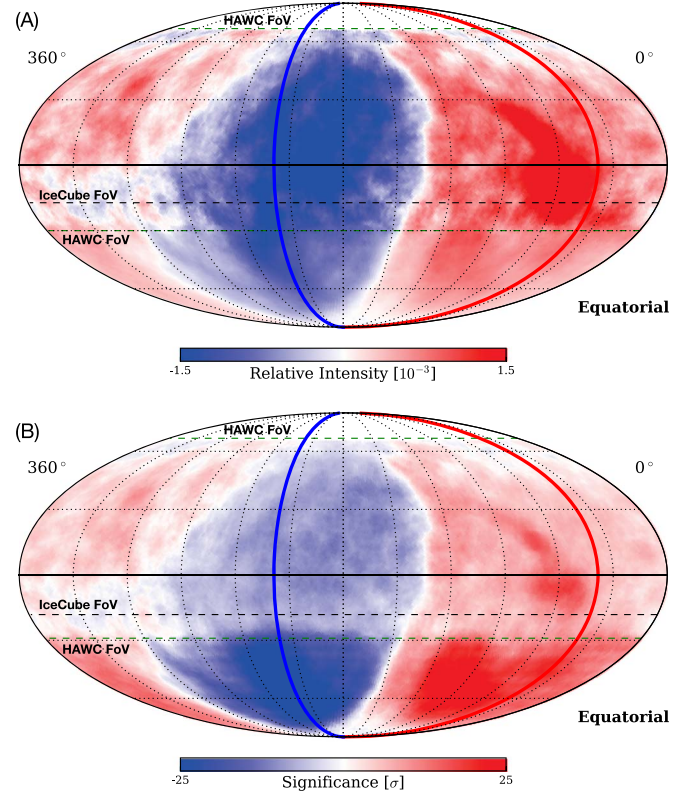 (A)
HAWC FoV
360°
0°
IceCube FoV
HAWC FoV
Equatorial
-1.5
Relative Intensity [10⁻³]
1.5
(B)
HAWC FoV
360°
0°
IceCube FoV
HAWC FoV
Equatorial
-25
Significance [σ]
25